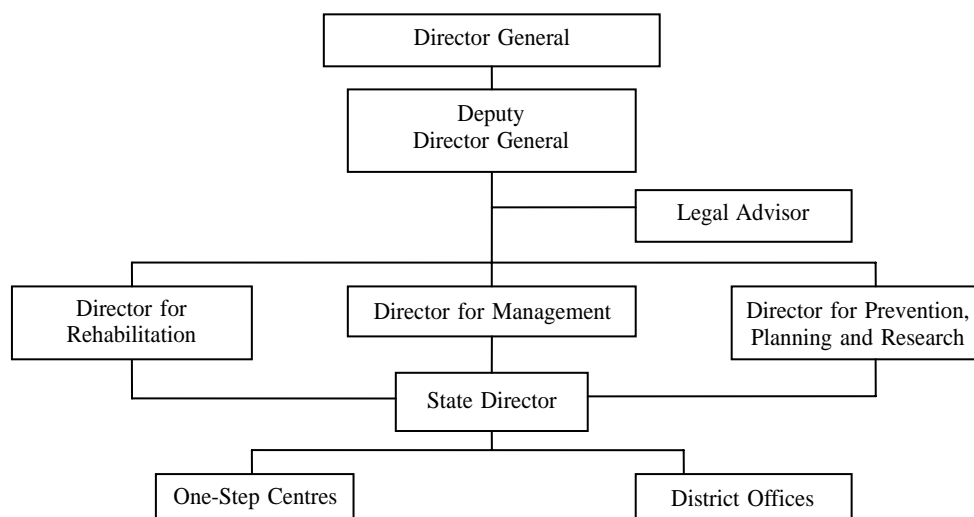 Director General
Deputy
Director General
Legal Advisor
Director for
Rehabilitation
Director for Management
Director for Prevention,
Planning and Research
State Director
One-Step Centres
District Offices